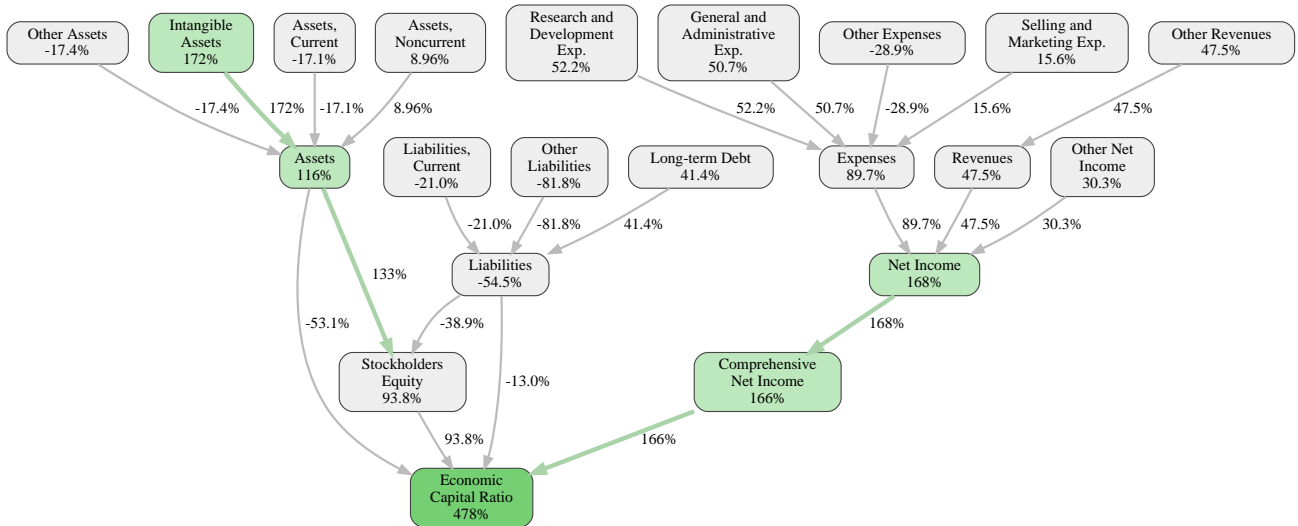 Other Assets
-17.4%
Intangible
Assets
172%
Assets,
Current
-17.1%
Assets,
Noncurrent
8.96%
Research and
Development
Exp.
52.2%
General and
Administrative
Exp.
50.7%
Other Expenses
-28.9%
Selling and
Marketing Exp.
15.6%
Other Revenues
47.5%
-17.4%
172%
-17.1%
8.96%
52.2%
50.7%
-28.9%
15.6%
47.5%
Assets
116%
Liabilities,
Current
-21.0%
Other
Liabilities
-81.8%
Long-term Debt
41.4%
Expenses
89.7%
Revenues
47.5%
Other Net
Income
30.3%
-21.0%
-81.8%
41.4%
89.7%
47.5%
30.3%
133%
Liabilities
-54.5%
Net Income
168%
-53.1%
-38.9%
168%
-13.0%
Stockholders
Equity
93.8%
Comprehensive
Net Income
166%
93.8%
166%
Economic
Capital Ratio
478%